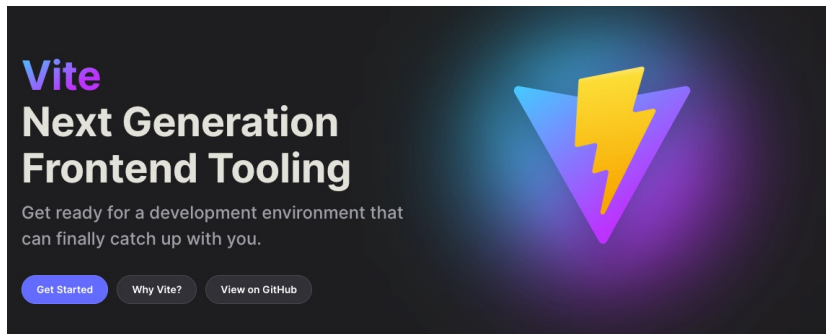 Vite
Next Generation
Frontend Tooling
Get ready for a development environment that
can finally catch up with you.
Get Started
Why Vite?
View on GitHub